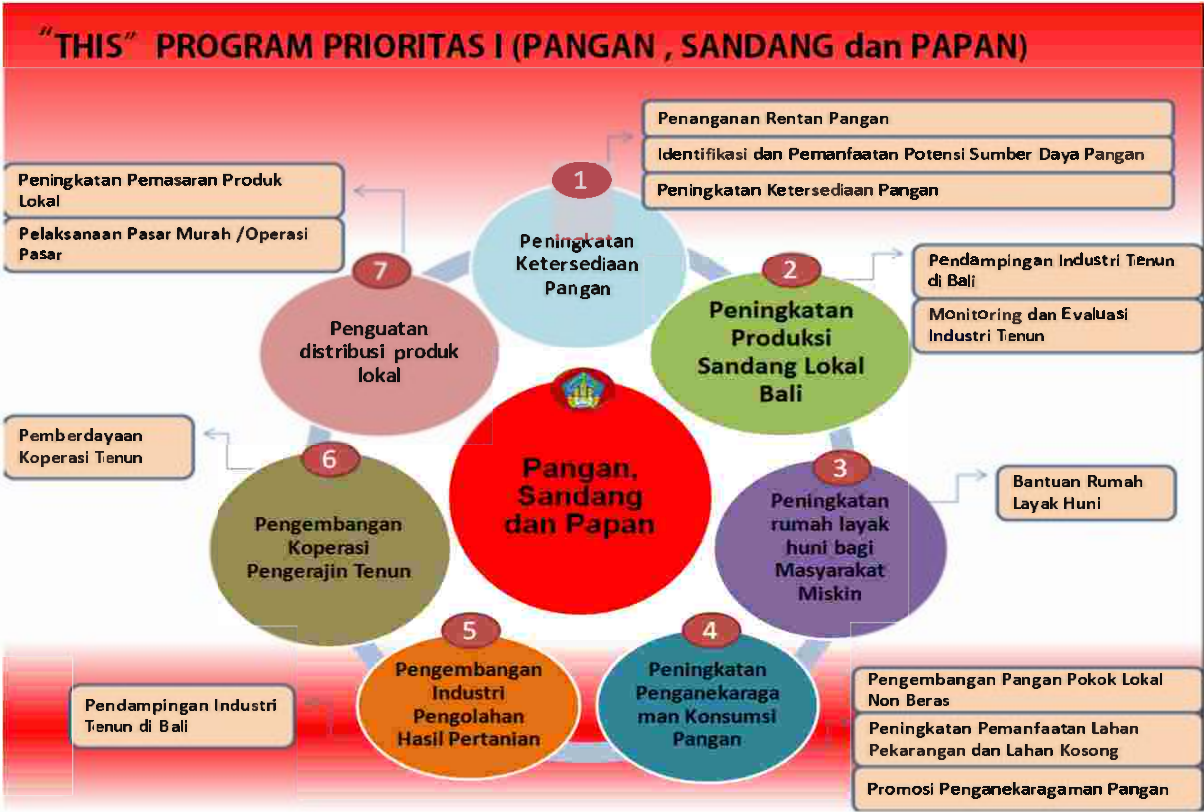 “THIS” PROGRAM PRIORITAS I (PANGAN , SANDANG dan PAPAN)
1
Peningkatan
Ketersediaan
Pangan
Penanganan Rentan Pangan
Identifikasi dan Pemanfaatan Potensi Sumber Daya Pangan
Peningkatan Ketersediaan Pangan
2
Peningkatan
Produksi
Sandang Lokal
Bali
Pendampingan Industri Tenun
di Bali
Monitoring dan Evaluasi
Industri Tenun
3
Peningkatan
rumah layak
huni bagi
Masyarakat
Miskin
Bantuan Rumah
Layak Huni
4
Peningkatan
Penganekaraga
man Konsumsi
Pangan
Pengembangan Pangan Pokok Lokal
Non Beras
Peningkatan Pemanfaatan Lahan
Pekarangan dan Lahan Kosong
Promosi Penganekaragaman Pangan
5
Pengembangan
Industri
Pengolahan
Hasil Pertanian
Pendampingan Industri
Tenun di Bali
6
Pengembangan
Koperasi
Pengerajin Tenun
Pemberdayaan
Koperasi Tenun
7
Penguatan
distribusi produk
lokal
Peningkatan Pemasaran Produk
Lokal
Pelaksanaan Pasar Murah /Operasi
Pasar
Pangan,
Sandang
dan Papan